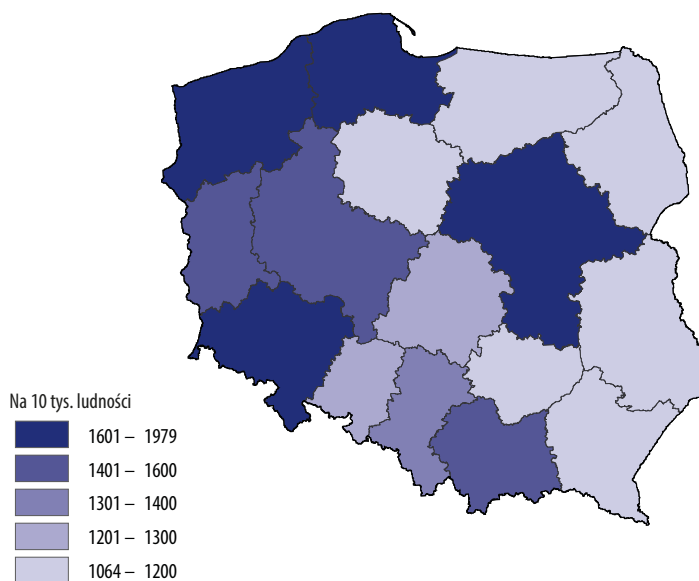 Na 10 tys. ludności
1601 – 1979
1401 – 1600
1301 – 1400
1201 – 1300
1064 – 1200